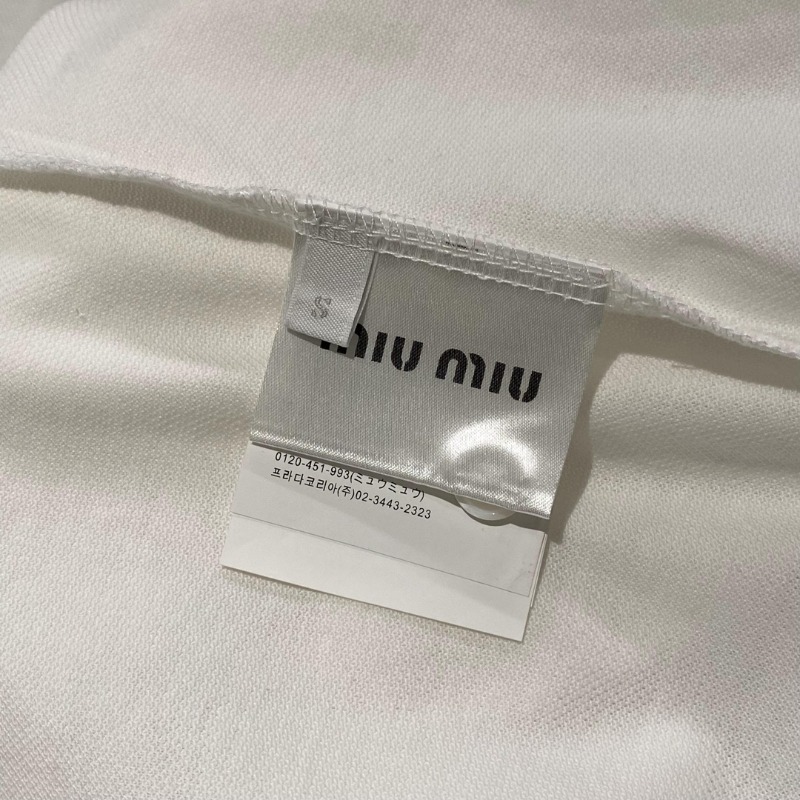 S
miu miu
0120-451-993(ミュウミュウ)
프라다코리아(주)02-3443-2323